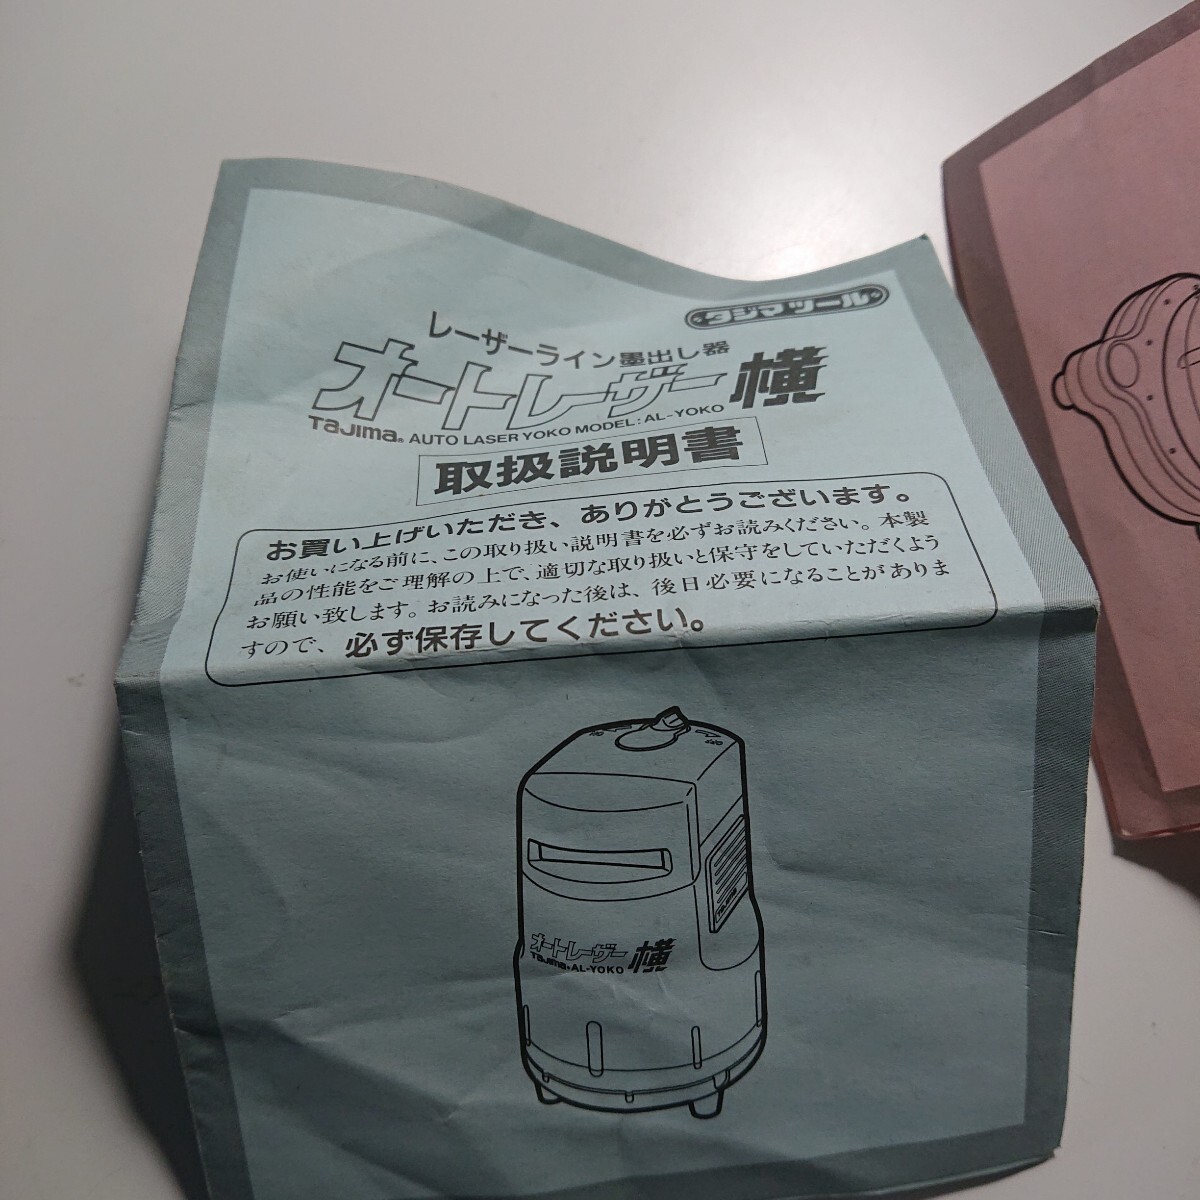 タジマツール
レーザーライン墨出し器
オートレーザー横
TaJIma® AUTO LASER YOKO MODEL: AL-YOKO
取扱説明書
お買い上げいただき、ありがとうございます。
お使いになる前に、この取り扱い説明書を必ずお読みください。本製
品の性能をご理解の上で、適切な取り扱いと保守をしていただくよう
お願い致します。お読みになった後は、後日必要になることがありま
すので、必ず保存してください。
ON OFF
オートレーザー横
TaJIma® AL-YOKO